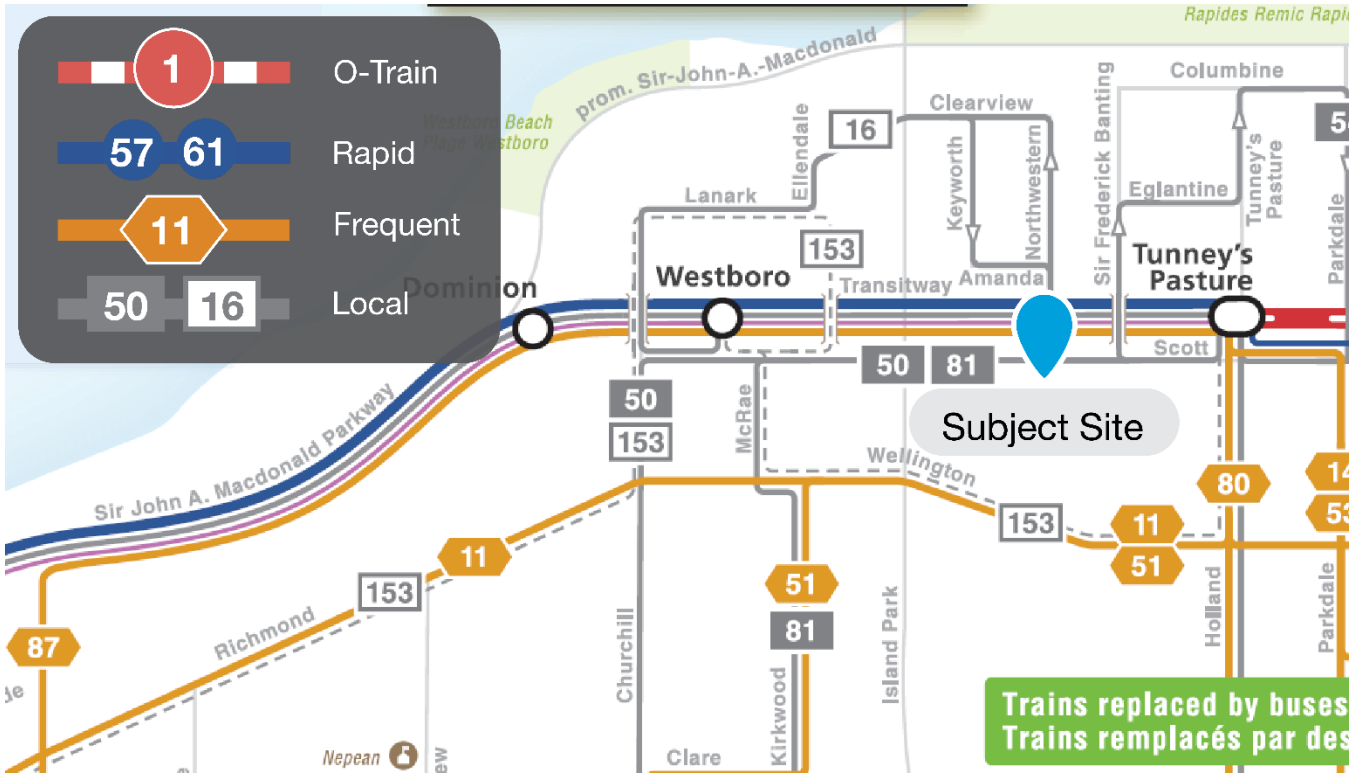 1
O-Train
57 61
Rapid
11
Frequent
50 16
Local
Rapides Remic Rapi
prom. Sir-John-A.-Macdonald
Westboro Beach
Plage Westboro
Columbine
Clearview
16
Ellendale
Keyworth
Northwestern
Sir Frederick Banting
Tunney's
Pasture
Parkdale
Lanark
Eglantine
153
Dominion
Westboro
Transitway
Amanda
Tunney's
Pasture
50 81
Scott
50
153
McRae
Subject Site
Sir John A. Macdonald Parkway
Wellington
153
11
51
80
11
153
51
81
87
Richmond
Churchill
Kirkwood
Island Park
Holland
Parkdale
Nepean
Clare
Trains replaced by buses
Trains remplacés par des